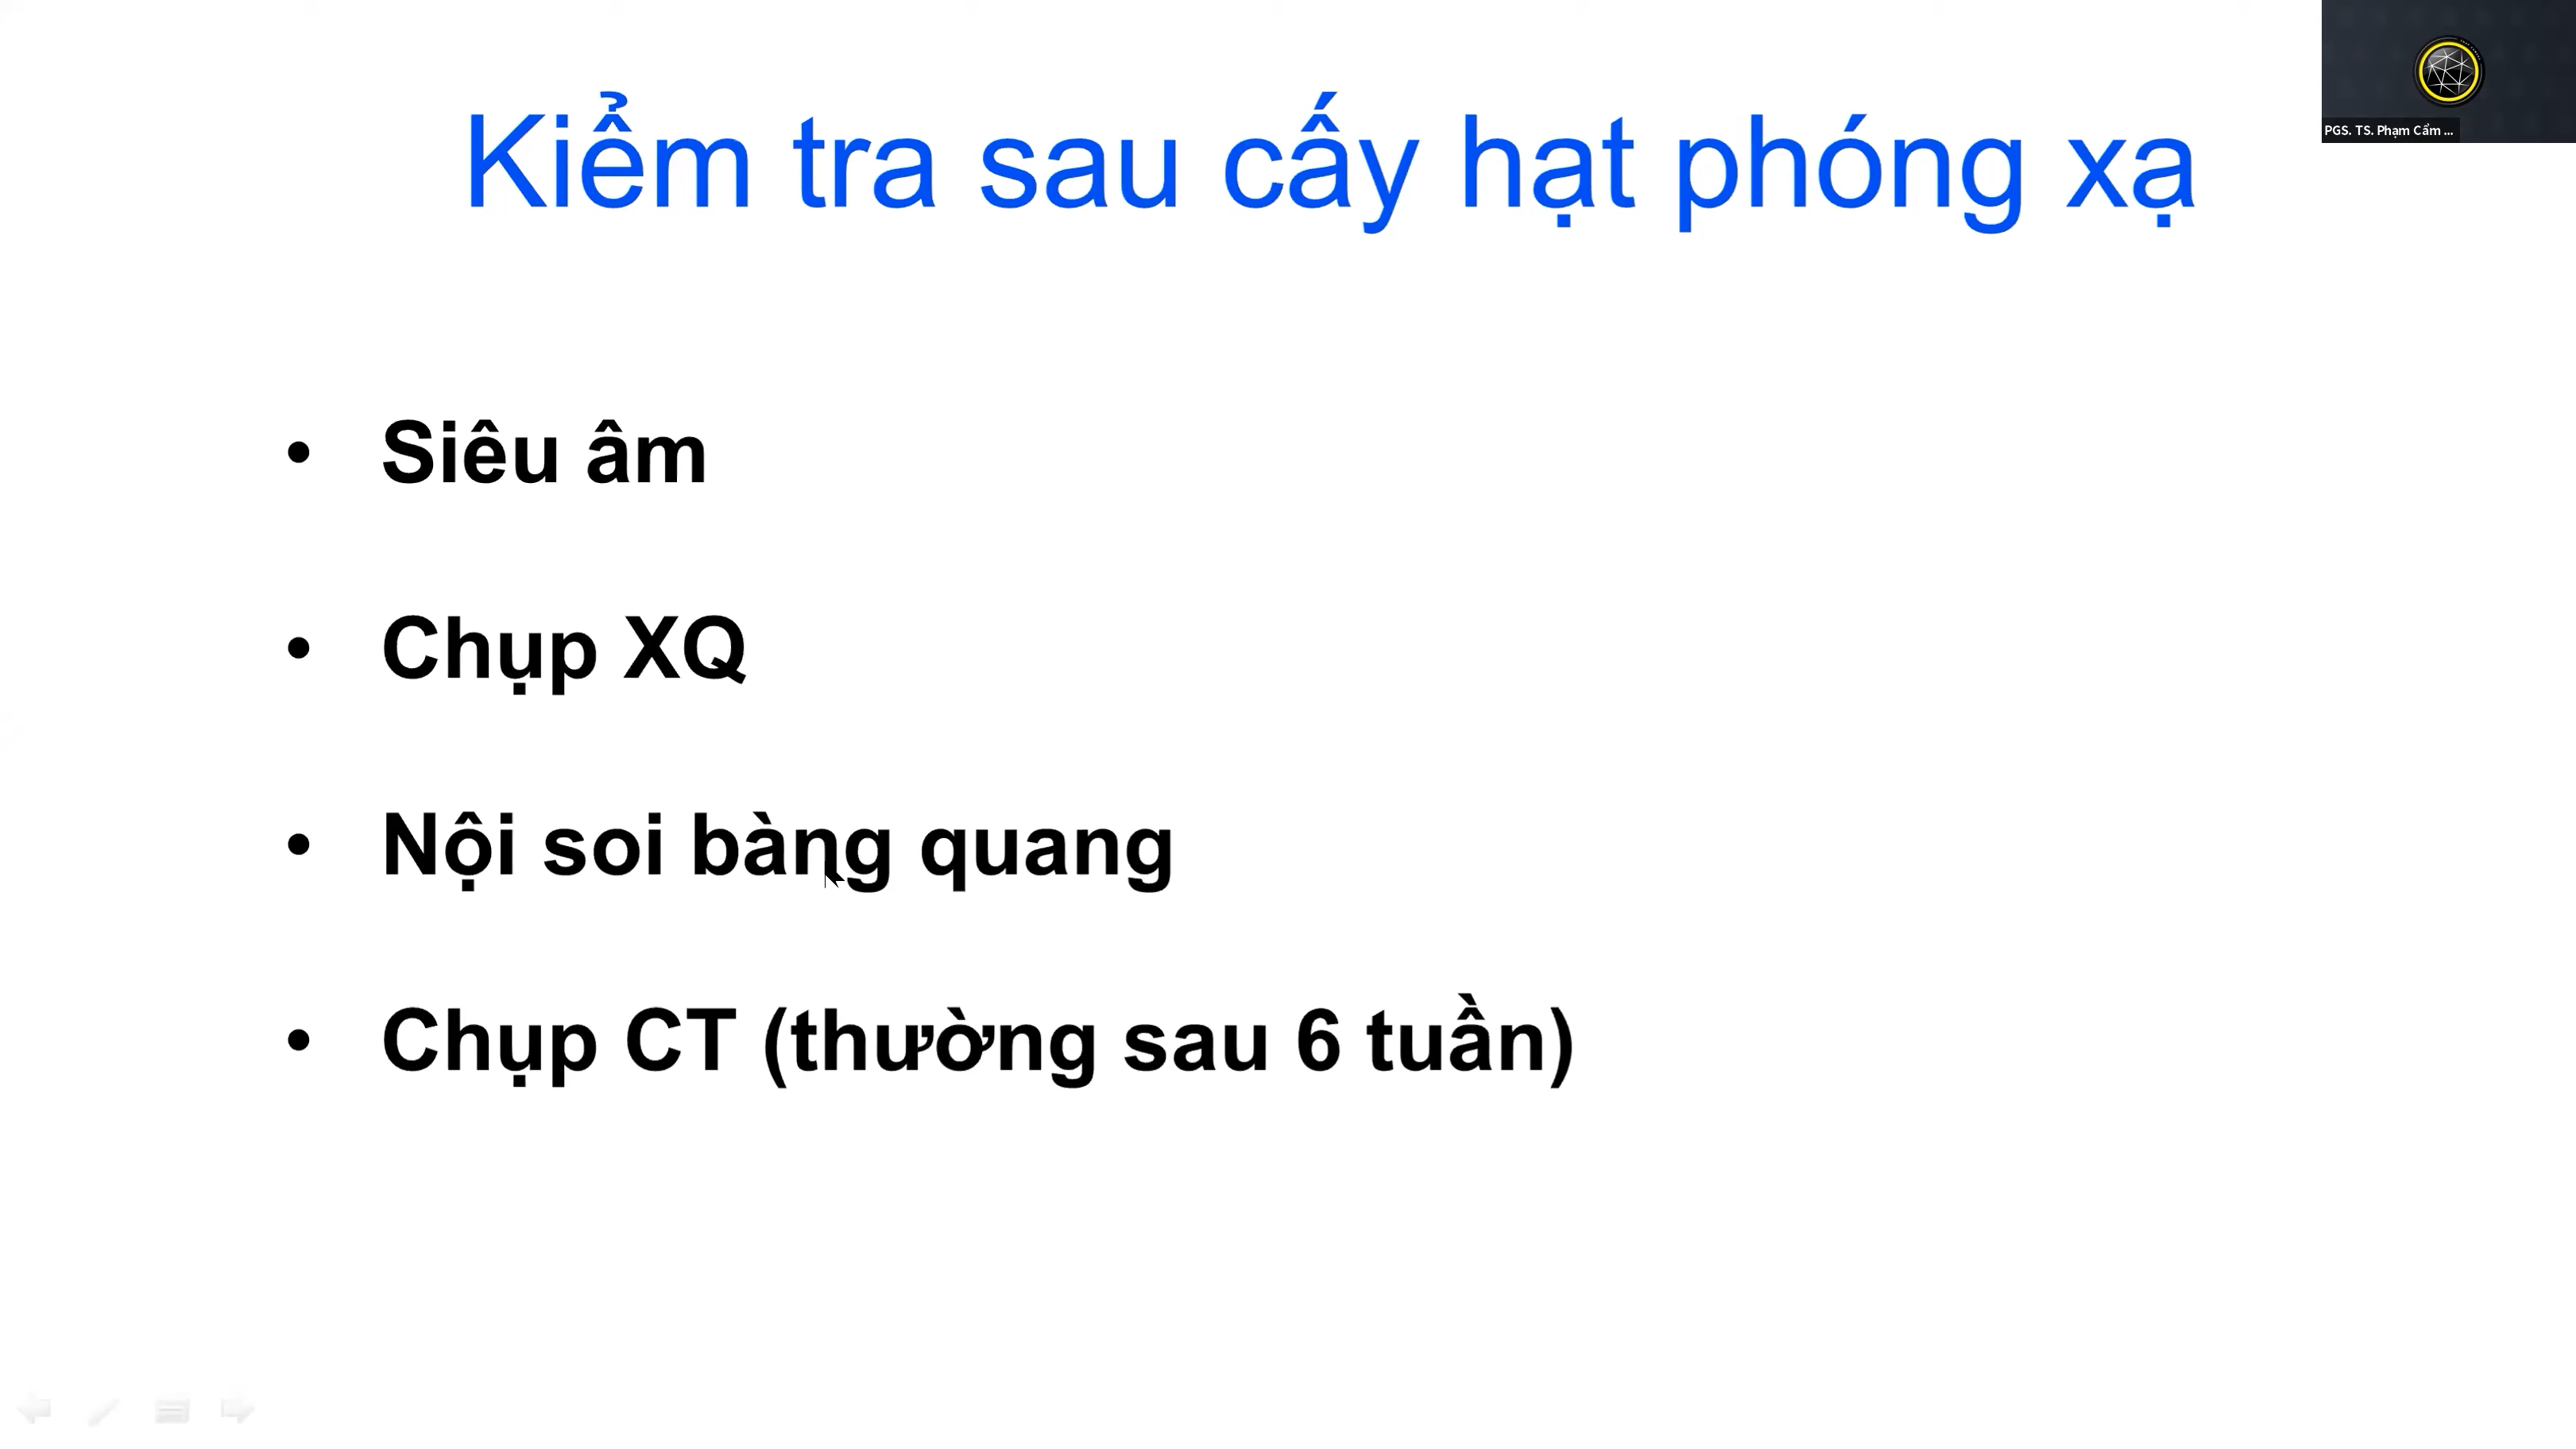 Kiểm tra sau cấy hạt phóng xạ
PGS. TS. Phạm Cẩm ...
• Siêu âm
• Chụp XQ
• Nội soi bàng quang
• Chụp CT (thường sau 6 tuần)